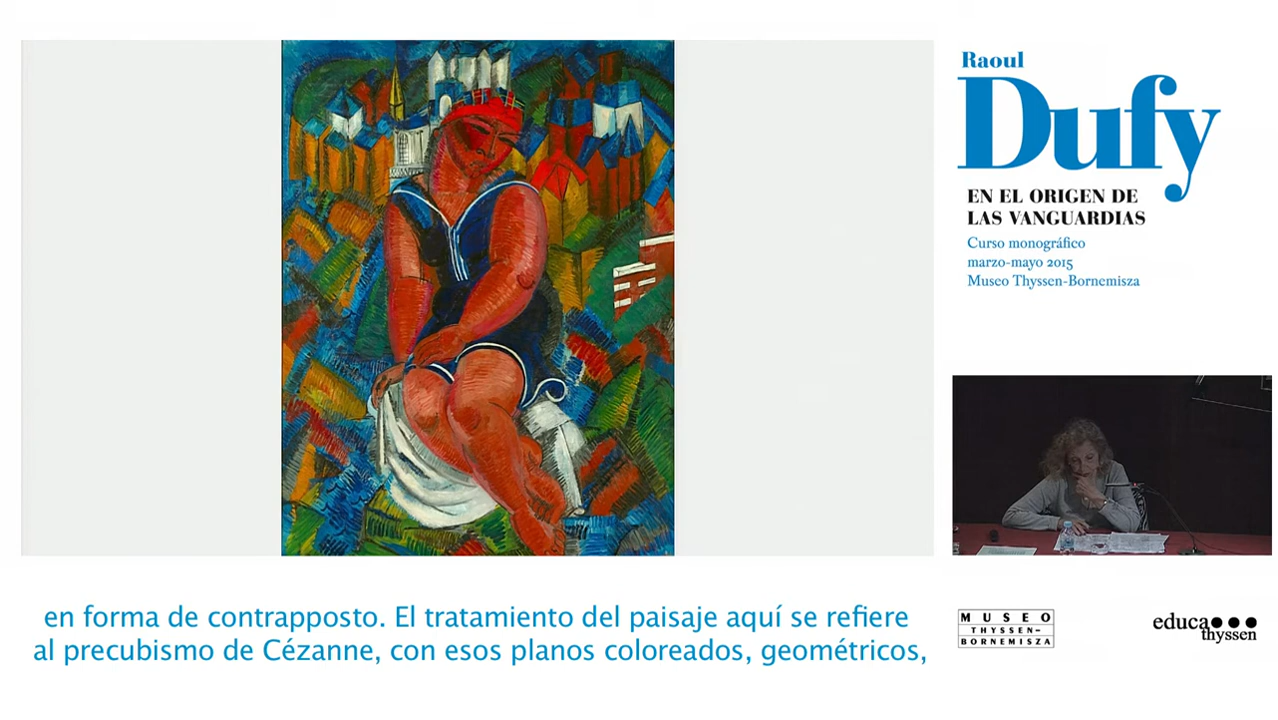 Raoul
Dufy
EN EL ORIGEN DE
LAS VANGUARDIAS
Curso monográfico
marzo-mayo 2015
Museo Thyssen-Bornemisza
en forma de contrapposto. El tratamiento del paisaje aquí se refiere
al precubismo de Cézanne, con esos planos coloreados, geométricos,
MUSEO
THYSSEN-
BORNEMISZA
educa
thyssen